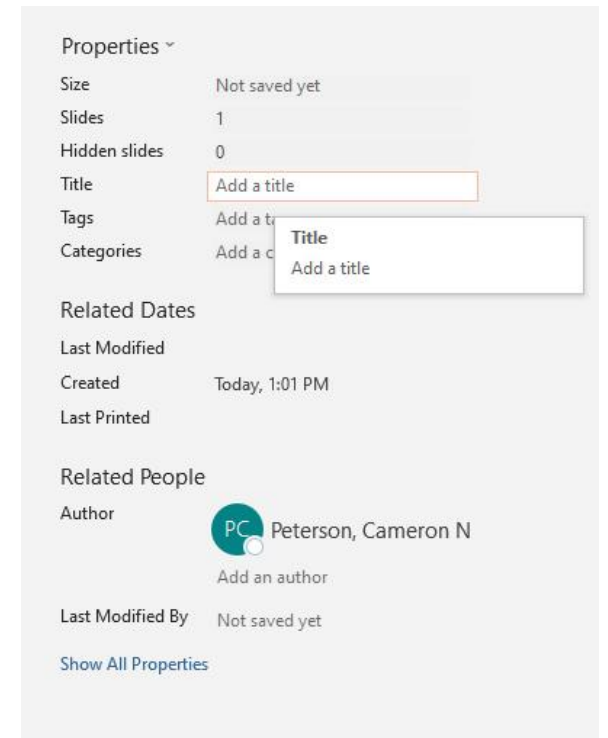 Properties
Size Not saved yet
Slides 1
Hidden slides 0
Title Add a title
Tags Add a
Categories Add a
Title
Add a title
Related Dates
Last Modified
Created Today, 1:01 PM
Last Printed
Related People
Author PC Peterson, Cameron N
Add an author
Last Modified By Not saved yet
Show All Properties